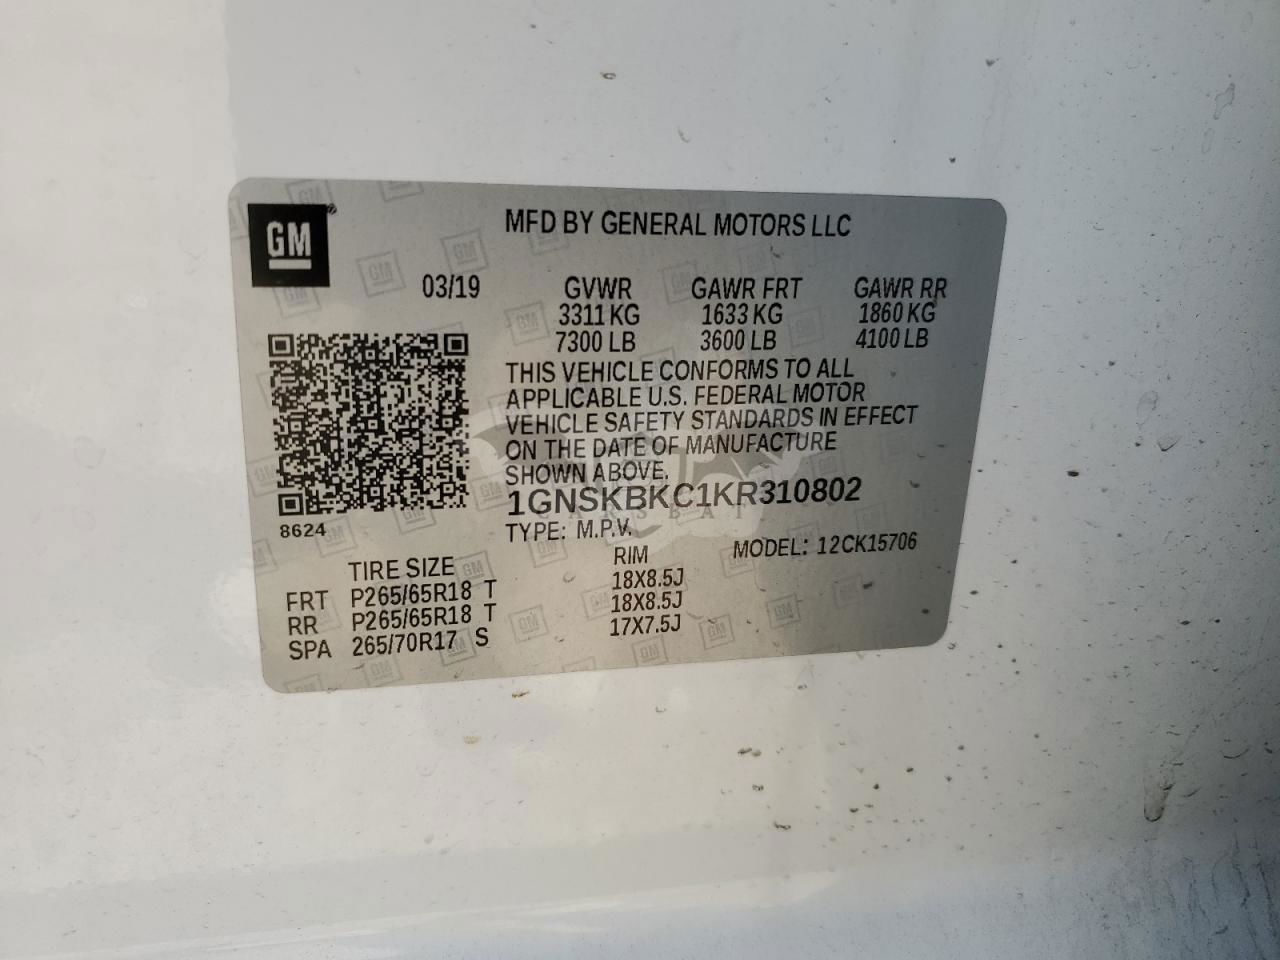 GM
MFD BY GENERAL MOTORS LLC
03/19 GVWR GAWR FRT GAWR RR
3311 KG 1633 KG 1860 KG
7300 LB 3600 LB 4100 LB
THIS VEHICLE CONFORMS TO ALL
APPLICABLE U.S. FEDERAL MOTOR
VEHICLE SAFETY STANDARDS IN EFFECT
ON THE DATE OF MANUFACTURE
SHOWN ABOVE.
1GNSKBKC1KR310802
8624
TYPE: M.P.V.
MODEL: 12CK15706
TIRE SIZE RIM
FRT P265/65R18 T 18X8.5J
RR P265/65R18 T 18X8.5J
SPA 265/70R17 S 17X7.5J